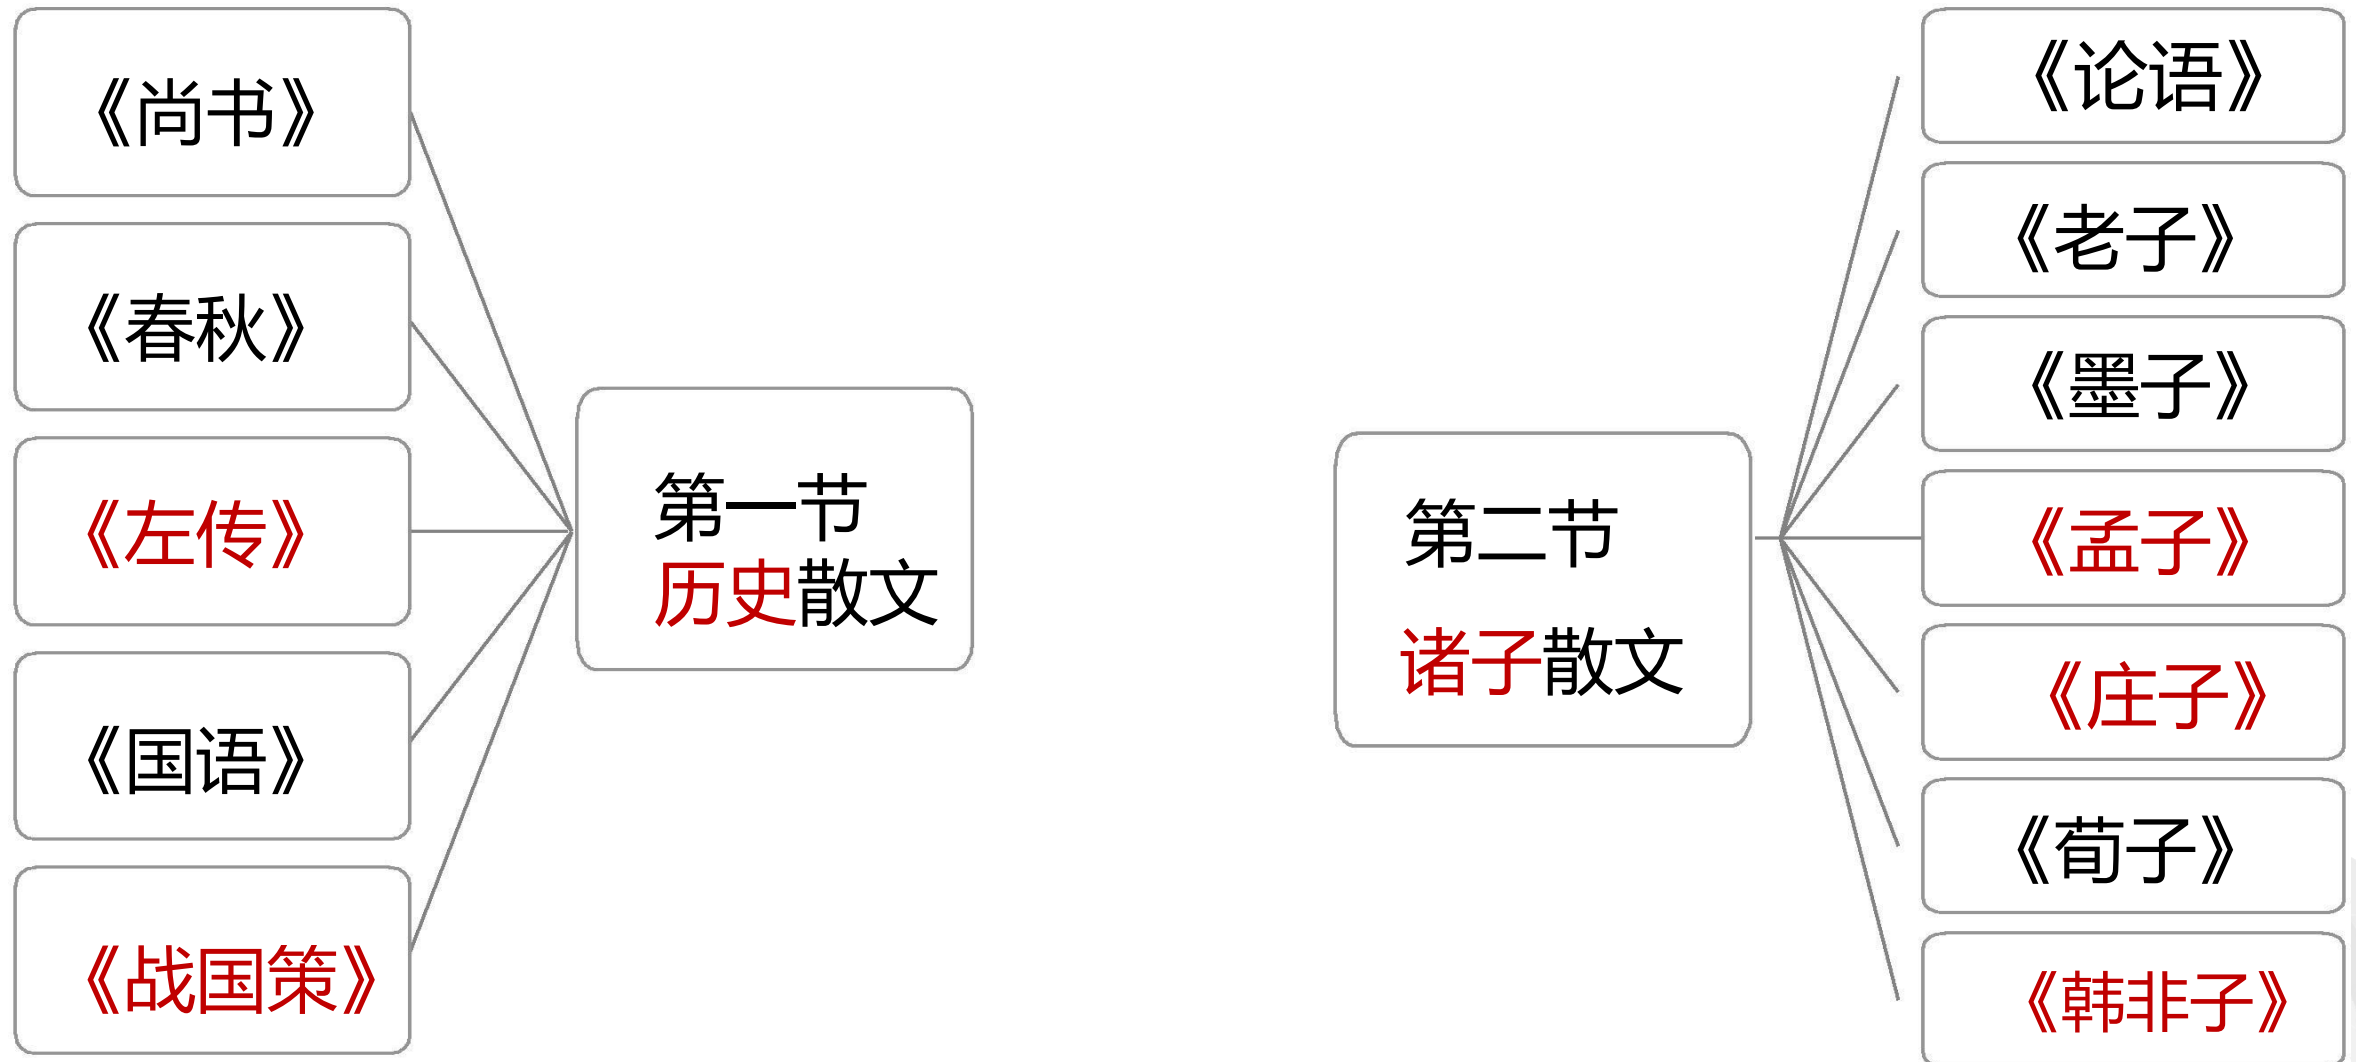 《尚书》
《春秋》
《左传》
《国语》
《战国策》
第一节
历史散文
第二节
诸子散文
《论语》
《老子》
《墨子》
《孟子》
《庄子》
《荀子》
《韩非子》